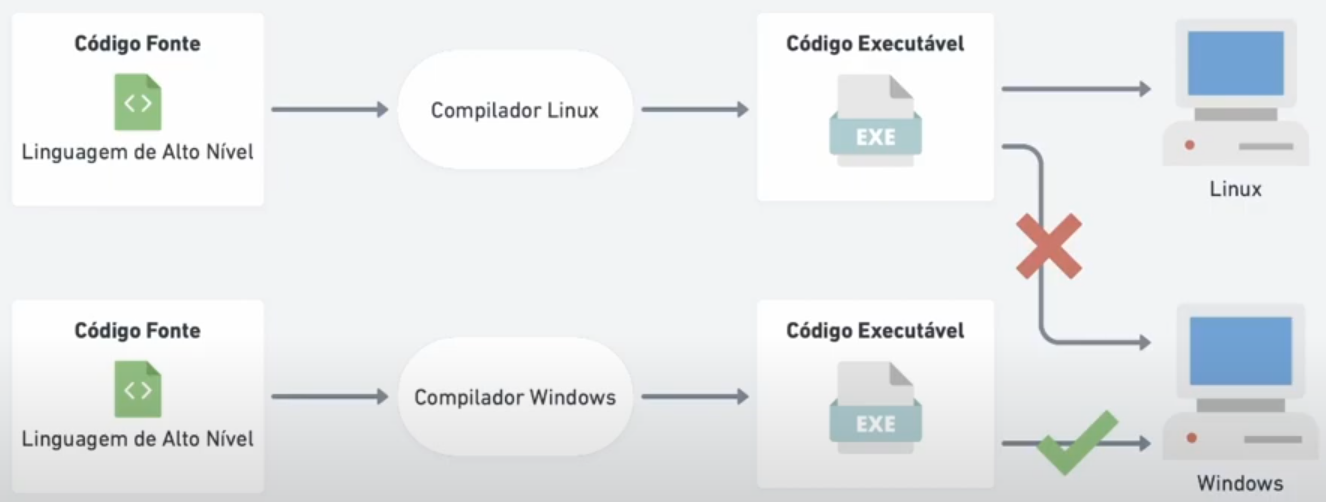 Código Fonte
Linguagem de Alto Nível
Compilador Linux
Código Executável
EXE
Linux
Código Fonte
Linguagem de Alto Nível
Compilador Windows
Código Executável
EXE
Windows